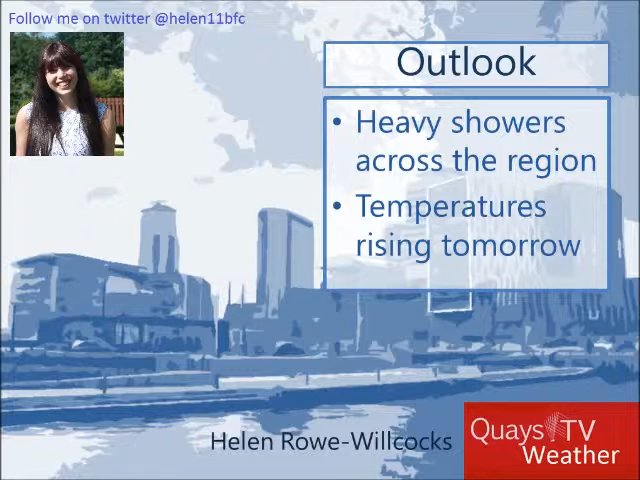 Follow me on twitter @helen11bfc
Outlook
• Heavy showers
across the region
• Temperatures
rising tomorrow
Helen Rowe-Willcocks
Quays TV
Weather